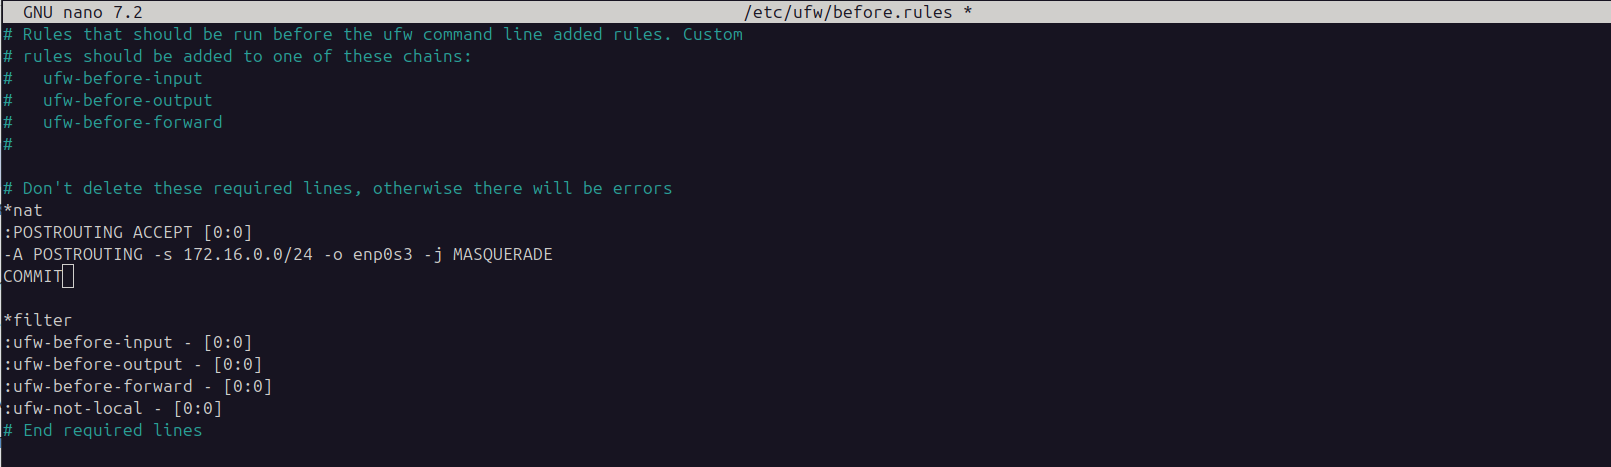 GNU nano 7.2 /etc/ufw/before.rules *
# Rules that should be run before the ufw command line added rules. Custom
# rules should be added to one of these chains:
#   ufw-before-input
#   ufw-before-output
#   ufw-before-forward
#
# Don't delete these required lines, otherwise there will be errors
*nat
:POSTROUTING ACCEPT [0:0]
-A POSTROUTING -s 172.16.0.0/24 -o enp0s3 -j MASQUERADE
COMMIT
*filter
:ufw-before-input - [0:0]
:ufw-before-output - [0:0]
:ufw-before-forward - [0:0]
:ufw-not-local - [0:0]
# End required lines